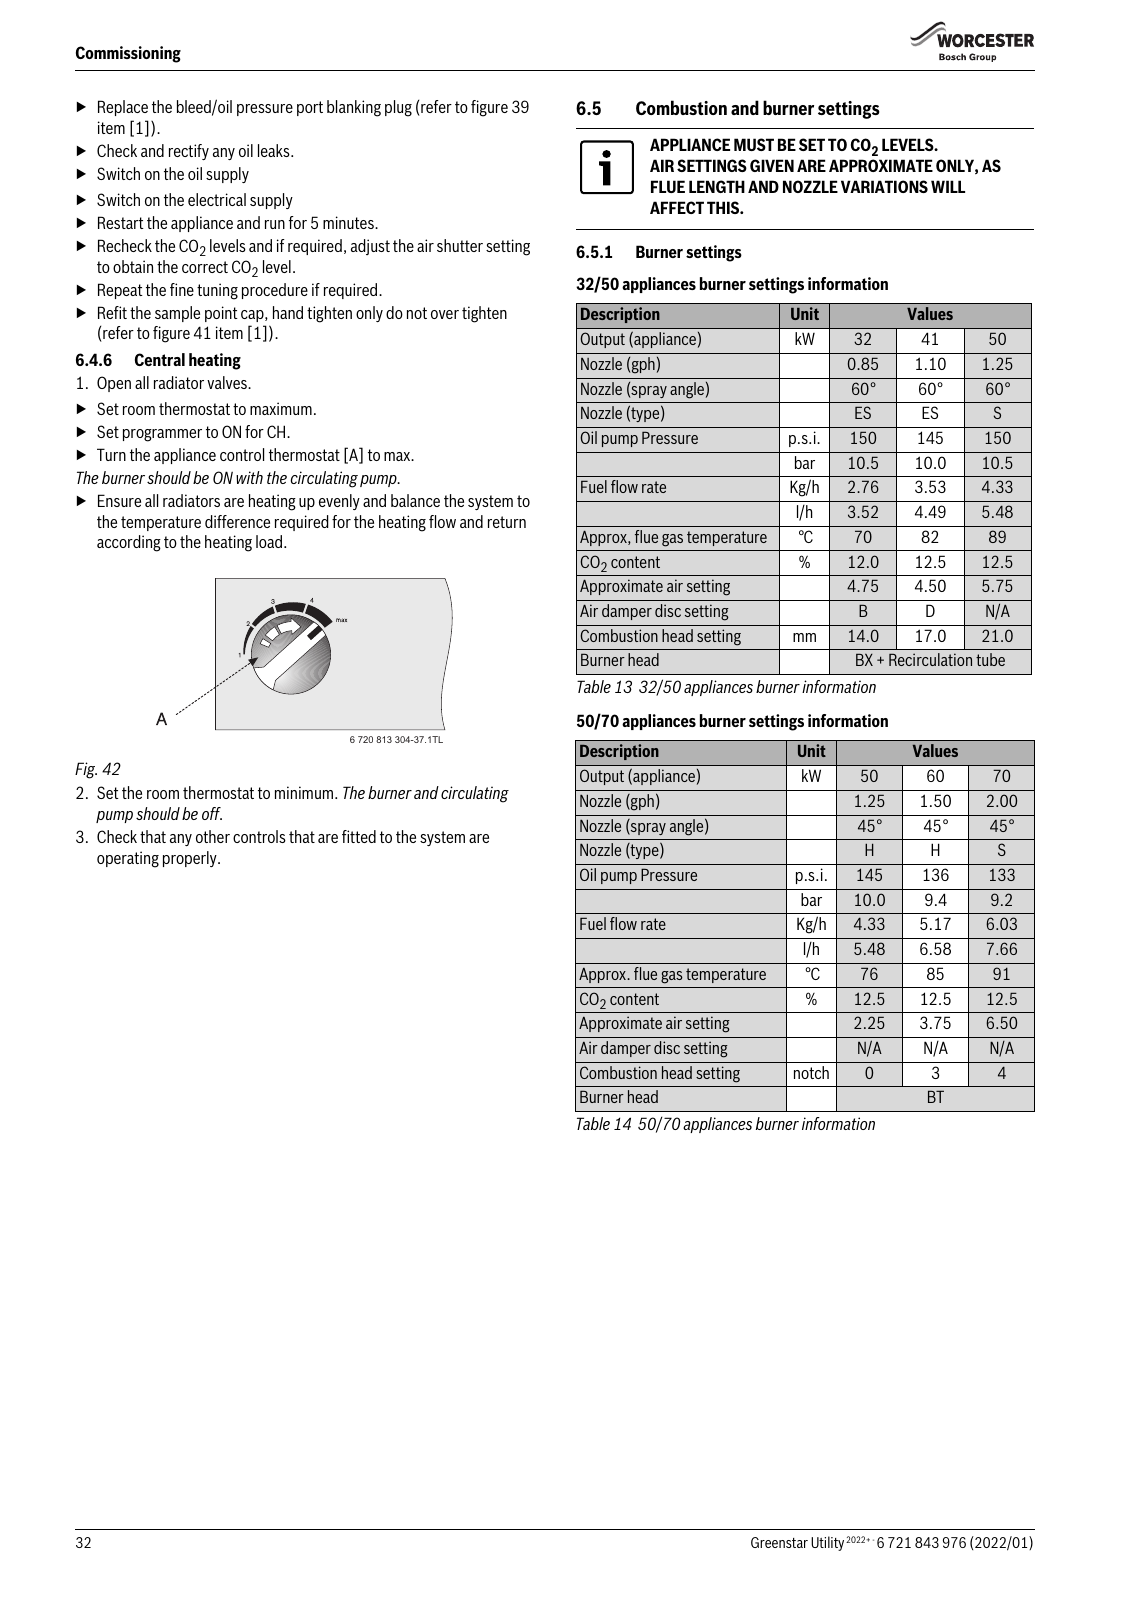 Commissioning
WORCESTER
Bosch Group
► Replace the bleed/oil pressure port blanking plug (refer to figure 39
item [1]).
► Check and rectify any oil leaks.
► Switch on the oil supply
► Switch on the electrical supply
► Restart the appliance and run for 5 minutes.
► Recheck the CO2 levels and if required, adjust the air shutter setting
to obtain the correct CO2 level.
► Repeat the fine tuning procedure if required.
► Refit the sample point cap, hand tighten only do not over tighten
(refer to figure 41 item [1]).
6.4.6 Central heating
1. Open all radiator valves.
► Set room thermostat to maximum.
► Set programmer to ON for CH.
► Turn the appliance control thermostat [A] to max.
The burner should be ON with the circulating pump.
► Ensure all radiators are heating up evenly and balance the system to
the temperature difference required for the heating flow and return
according to the heating load.
1
2
3
4
max
A
6 720 813 304-37.1TL
Fig. 42
2. Set the room thermostat to minimum. The burner and circulating
pump should be off.
3. Check that any other controls that are fitted to the system are
operating properly.
6.5 Combustion and burner settings
APPLIANCE MUST BE SET TO CO2 LEVELS.
AIR SETTINGS GIVEN ARE APPROXIMATE ONLY, AS
FLUE LENGTH AND NOZZLE VARIATIONS WILL
AFFECT THIS.
6.5.1 Burner settings
32/50 appliances burner settings information
Description Unit Values
Output (appliance) kW 32 41 50
Nozzle (gph) 0.85 1.10 1.25
Nozzle (spray angle) 60° 60° 60°
Nozzle (type) ES ES S
Oil pump Pressure p.s.i. 150 145 150
bar 10.5 10.0 10.5
Fuel flow rate Kg/h 2.76 3.53 4.33
l/h 3.52 4.49 5.48
Approx, flue gas temperature °C 70 82 89
CO2 content % 12.0 12.5 12.5
Approximate air setting 4.75 4.50 5.75
Air damper disc setting B D N/A
Combustion head setting mm 14.0 17.0 21.0
Burner head BX + Recirculation tube
Table 13 32/50 appliances burner information
50/70 appliances burner settings information
Description Unit Values
Output (appliance) kW 50 60 70
Nozzle (gph) 1.25 1.50 2.00
Nozzle (spray angle) 45° 45° 45°
Nozzle (type) H H S
Oil pump Pressure p.s.i. 145 136 133
bar 10.0 9.4 9.2
Fuel flow rate Kg/h 4.33 5.17 6.03
l/h 5.48 6.58 7.66
Approx. flue gas temperature °C 76 85 91
CO2 content % 12.5 12.5 12.5
Approximate air setting 2.25 3.75 6.50
Air damper disc setting N/A N/A N/A
Combustion head setting notch 0 3 4
Burner head BT
Table 14 50/70 appliances burner information
32
Greenstar Utility 2022+ - 6 721 843 976 (2022/01)